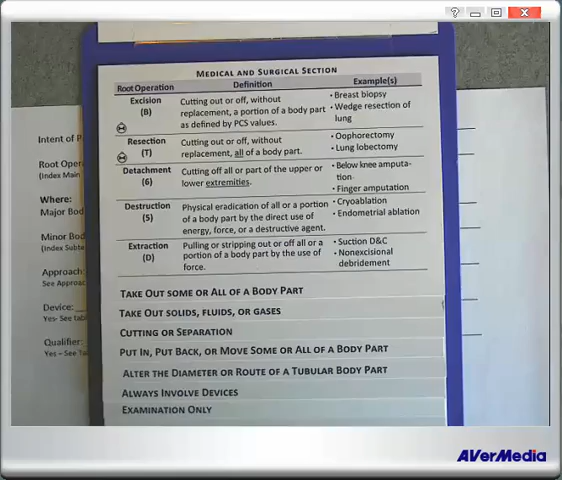 MEDICAL AND SURGICAL SECTION
Root Operation Definition Example(s)
Excision (B)
Cutting out or off, without
replacement, a portion of a body part
as defined by PCS values.
• Breast biopsy
• Wedge resection of
lung
Resection (T)
Cutting out or off, without
replacement, all of a body part.
• Oophorectomy
• Lung lobectomy
Detachment (6)
Cutting off all or part of the upper or
lower extremities.
• Below knee amputa-
tion
• Finger amputation
Destruction (5)
Physical eradication of all or a portion
of a body part by the direct use of
energy, force, or a destructive agent.
• Cryoablation
• Endometrial ablation
Extraction (D)
Pulling or stripping out or off all or a
portion of a body part by the use of
force.
• Suction D&C
• Nonexcisional
debridement
TAKE OUT SOME OR ALL OF A BODY PART
TAKE OUT SOLIDS, FLUIDS, OR GASES
CUTTING OR SEPARATION
PUT IN, PUT BACK, OR MOVE SOME OR ALL OF A BODY PART
ALTER THE DIAMETER OR ROUTE OF A TUBULAR BODY PART
ALWAYS INVOLVE DEVICES
EXAMINATION ONLY
Intent of
Root
(Index Main
Where:
Major
Minor
(Index
Approach:
See
Device:
Yes- See
Qualifier:
Yes – See
AVerMedia